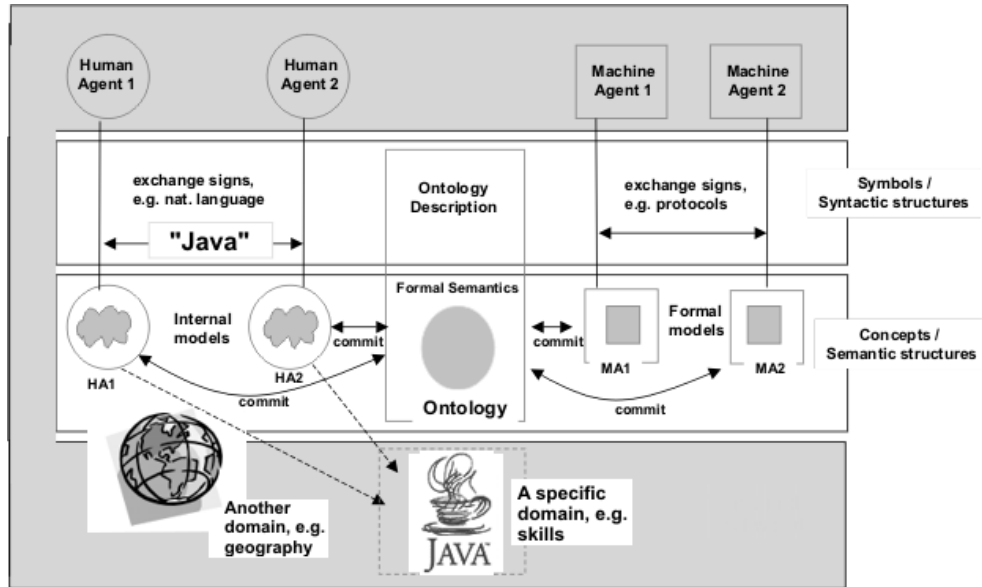 Human
Agent 1
Human
Agent 2
Machine
Agent 1
Machine
Agent 2
exchange signs,
e.g. nat. language
"Java"
Ontology
Description
exchange signs,
e.g. protocols
Symbols /
Syntactic structures
Internal
models
commit
Formal Semantics
commit
Formal
models
Concepts /
Semantic structures
HA1
HA2
MA1
MA2
commit
Ontology
commit
Another
domain, e.g.
geography
JAVA™
A specific
domain, e.g.
skills